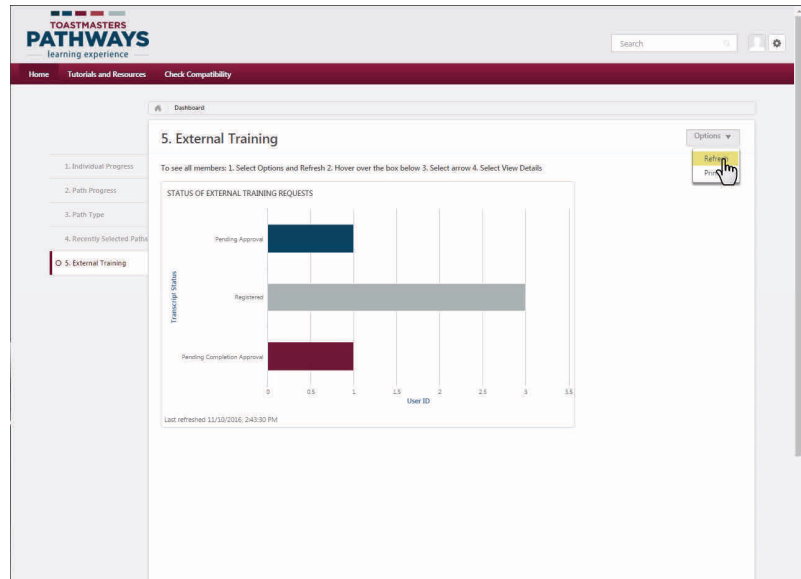 TOASTMASTERS
PATHWAYS
learning experience
Search
Home Tutorials and Resources Check Compatibility
Dashboard
5. External Training
Options
Refresh
1. Individual Progress
2. Path Progress
3. Path Type
4. Recently Selected Paths
5. External Training
To see all members: 1. Select Options and Refresh 2. Hover over the box below 3. Select arrow 4. Select View Details
STATUS OF EXTERNAL TRAINING REQUESTS
Transcript Status
Pending Approval
Registered
Pending Completion Approval
0 0.5 1 1.5 2 2.5 3 3.5
User ID
Last refreshed 11/10/2016, 2:43:30 PM